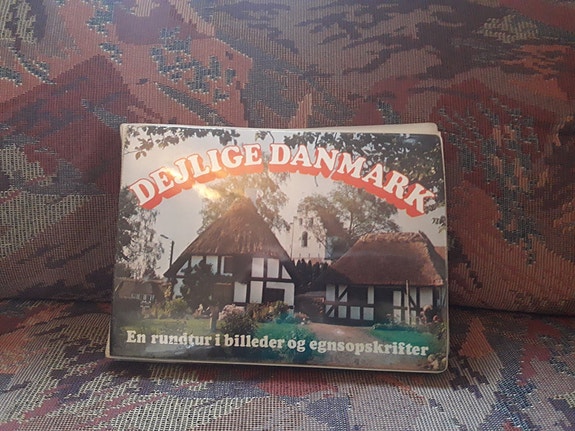 DEJLIGE DANMARK
En rundtur i billeder og egnsopskrifter